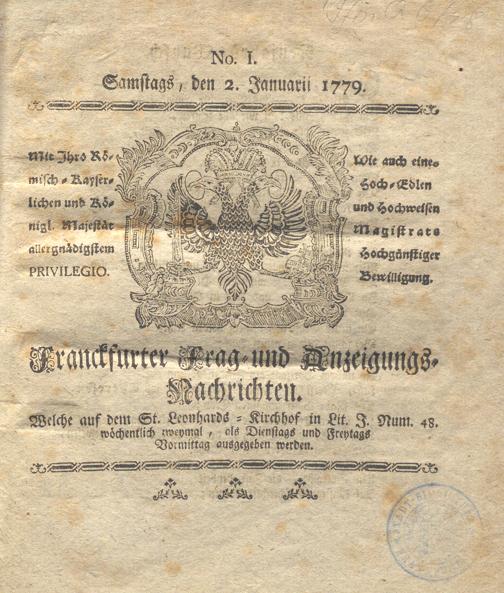 No. I.
Samstags, den 2. Januarii 1779.
Mit Ihro Rö-
misch-Kayser-
lichen und Kö-
nigl. Majestät
allergnädigstem
PRIVILEGIO.
Wie auch eines
Hoch-Edlen
und Hochweisen
Magistrats
Hochgünstiger
Bewilligung.
Franckfurter Frag-und Anzeigungs-
Nachrichten.
Welche auf dem St. Leonhards-Kirchhof in Lit. J. Num. 48.
wöchentlich zweymal, als Dienstags und Freytags
Vormittag ausgegeben werden.